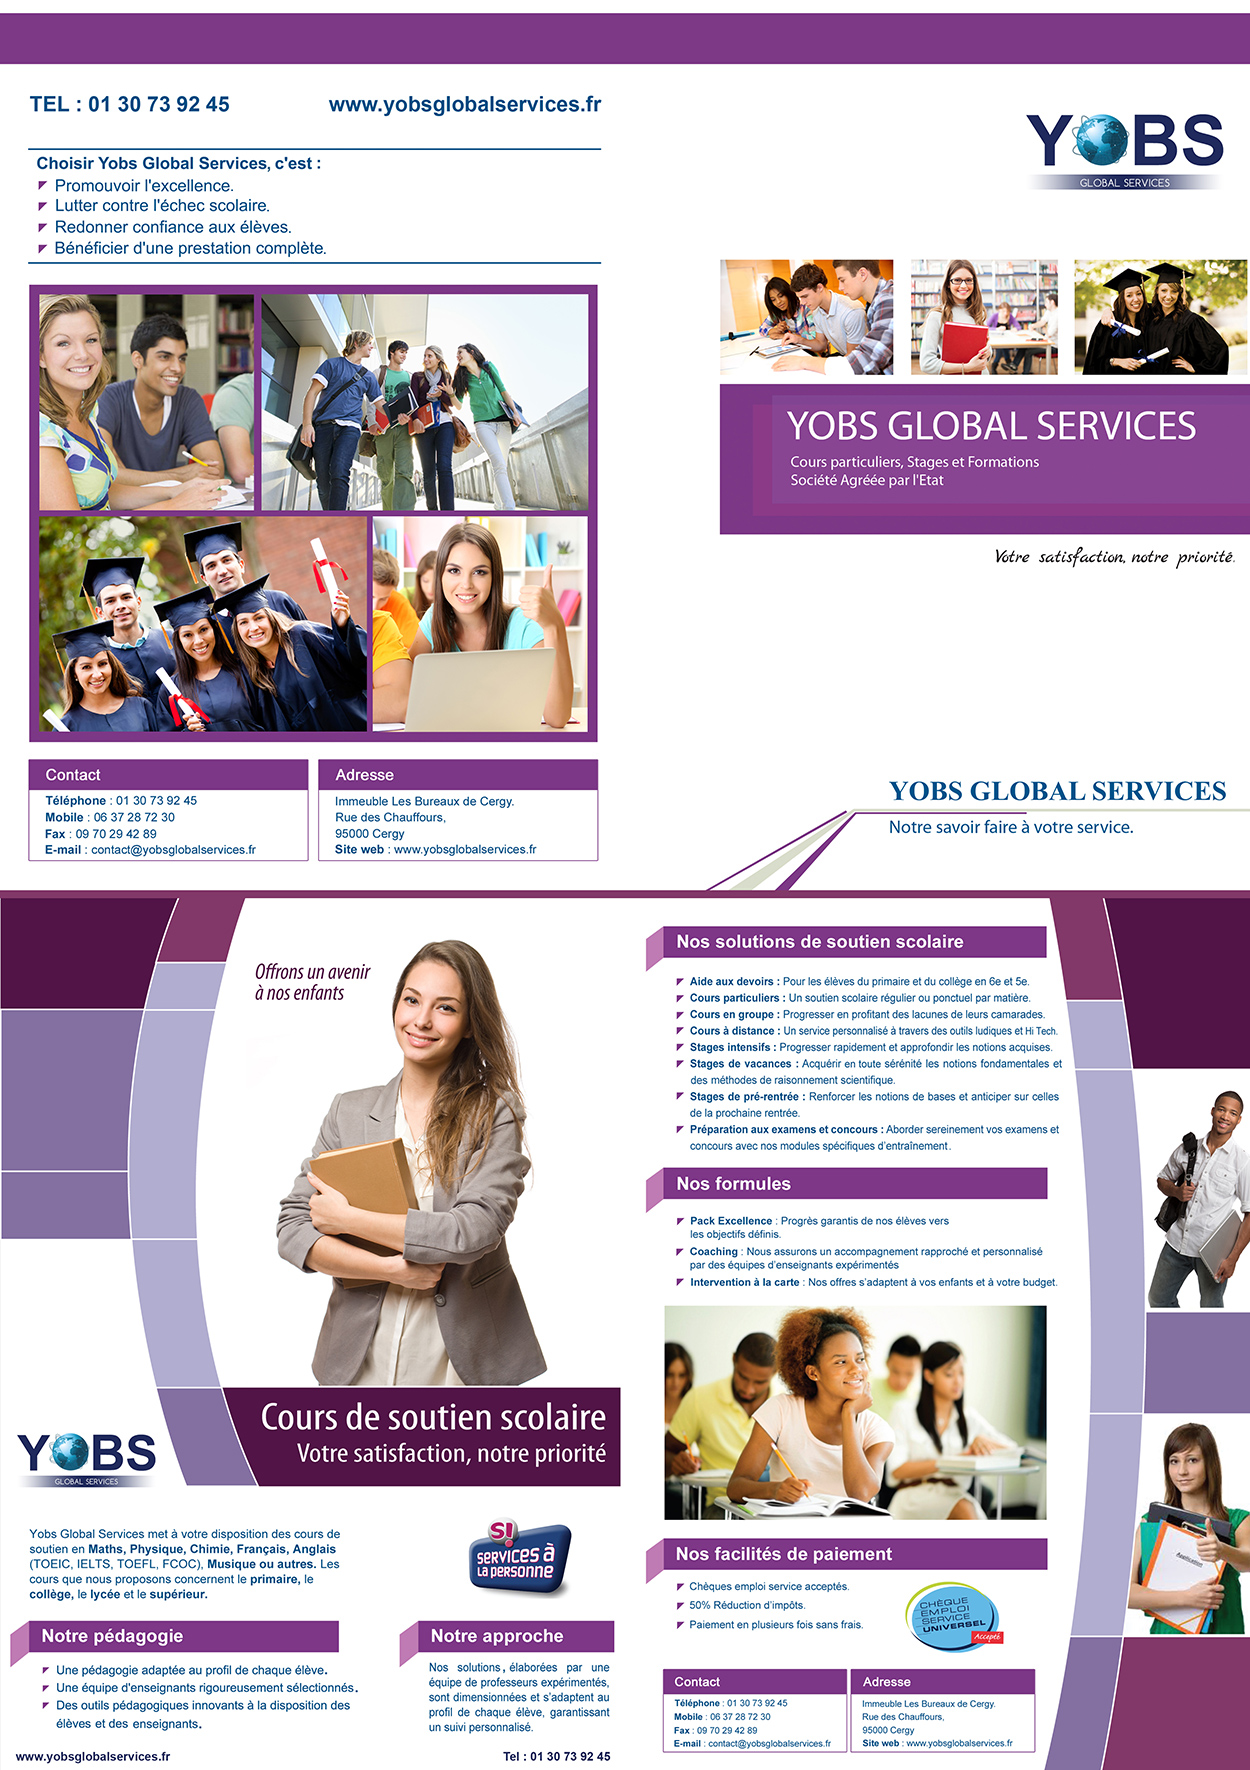 TEL : 01 30 73 92 45
www.yobsglobalservices.fr
Choisir Yobs Global Services, c'est :
Promouvoir l'excellence.
Lutter contre l'échec scolaire.
Redonner confiance aux élèves.
Bénéficier d'une prestation complète.
Contact
Téléphone : 01 30 73 92 45
Mobile : 06 37 28 72 30
Fax : 09 70 29 42 89
E-mail : contact@yobsglobalservices.fr
Adresse
Immeuble Les Bureaux de Cergy.
Rue des Chauffours,
95000 Cergy
Site web : www.yobsglobalservices.fr
YOBS
GLOBAL SERVICES
YOBS GLOBAL SERVICES
Cours particuliers, Stages et Formations
Société Agréée par l'Etat
Votre satisfaction, notre priorité.
YOBS GLOBAL SERVICES
Notre savoir faire à votre service.
Offrons un avenir
à nos enfants
Cours de soutien scolaire
Votre satisfaction, notre priorité
YOBS
GLOBAL SERVICES
Yobs Global Services met à votre disposition des cours de
soutien en Maths, Physique, Chimie, Français, Anglais
(TOEIC, IELTS, TOEFL, FCOC), Musique ou autres. Les
cours que nous proposons concernent le primaire, le
collège, le lycée et le supérieur.
S!
SERVICES à
LA PERSONNE
Notre pédagogie
Une pédagogie adaptée au profil de chaque élève.
Une équipe d'enseignants rigoureusement sélectionnés.
Des outils pédagogiques innovants à la disposition des
élèves et des enseignants.
Notre approche
Nos solutions, élaborées par une
équipe de professeurs expérimentés,
sont dimensionnées et s'adaptent au
profil de chaque élève, garantissant
un suivi personnalisé.
www.yobsglobalservices.fr
Tel : 01 30 73 92 45
Nos solutions de soutien scolaire
Aide aux devoirs : Pour les élèves du primaire et du collège en 6e et 5e.
Cours particuliers : Un soutien scolaire régulier ou ponctuel par matière.
Cours en groupe : Progresser en profitant des lacunes de leurs camarades.
Cours à distance : Un service personnalisé à travers des outils ludiques et Hi Tech.
Stages intensifs : Progresser rapidement et approfondir les notions acquises.
Stages de vacances : Acquérir en toute sérénité les notions fondamentales et
des méthodes de raisonnement scientifique.
Stages de pré-rentrée : Renforcer les notions de bases et anticiper sur celles
de la prochaine rentrée.
Préparation aux examens et concours : Aborder sereinement vos examens et
concours avec nos modules spécifiques d'entraînement.
Nos formules
Pack Excellence : Progrès garantis de nos élèves vers
les objectifs définis.
Coaching : Nous assurons un accompagnement rapproché et personnalisé
par des équipes d'enseignants expérimentés
Intervention à la carte : Nos offres s'adaptent à vos enfants et à votre budget.
Nos facilités de paiement
Chèques emploi service acceptés.
50% Réduction d'impôts.
Paiement en plusieurs fois sans frais.
CHÈQUE
EMPLOI
SERVICE
UNIVERSEL
Accepté
Contact
Téléphone : 01 30 73 92 45
Mobile : 06 37 28 72 30
Fax : 09 70 29 42 89
E-mail : contact@yobsglobalservices.fr
Adresse
Immeuble Les Bureaux de Cergy.
Rue des Chauffours,
95000 Cergy
Site web : www.yobsglobalservices.fr
Application